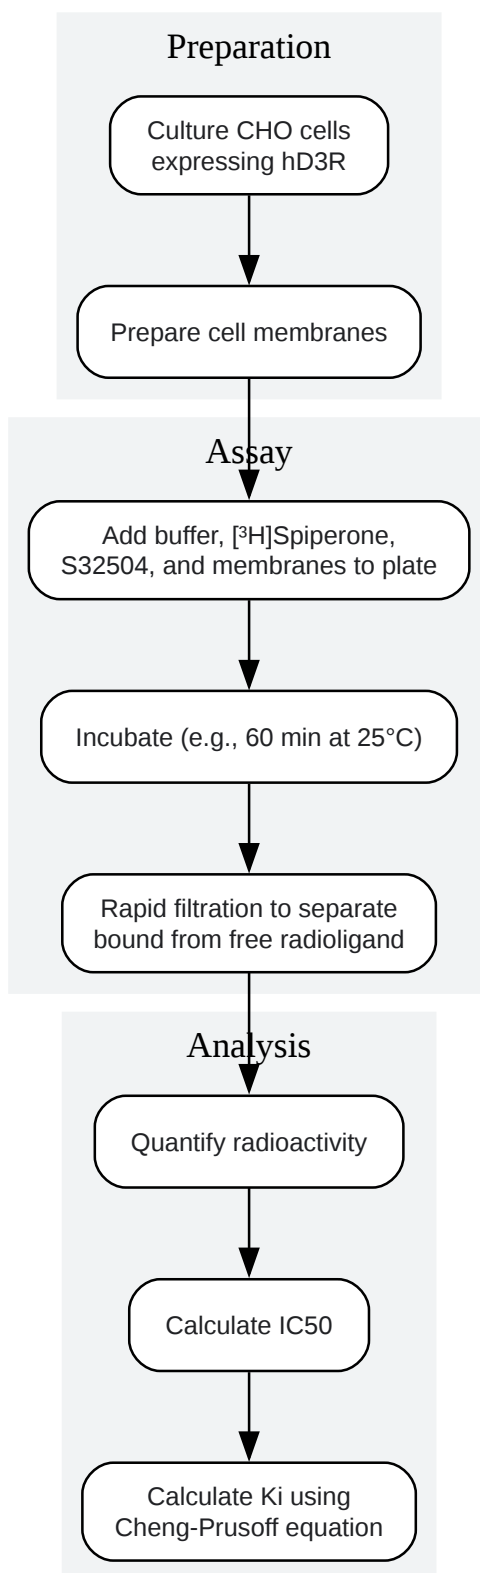 Preparation
Culture CHO cells
expressing hD3R
Prepare cell membranes
Assay
Add buffer, [³H]Spiperone,
S32504, and membranes to plate
Incubate (e.g., 60 min at 25°C)
Rapid filtration to separate
bound from free radioligand
Analysis
Quantify radioactivity
Calculate IC50
Calculate Ki using
Cheng-Prusoff equation